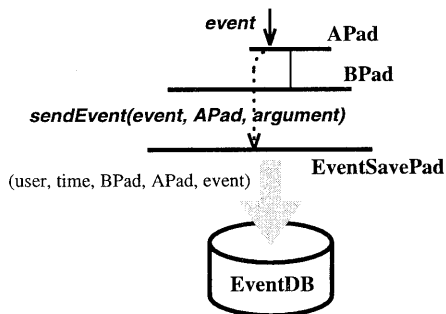 event
APad
BPad
sendEvent(event, APad, argument)
EventSavePad
(user, time, BPad, APad, event)
EventDB